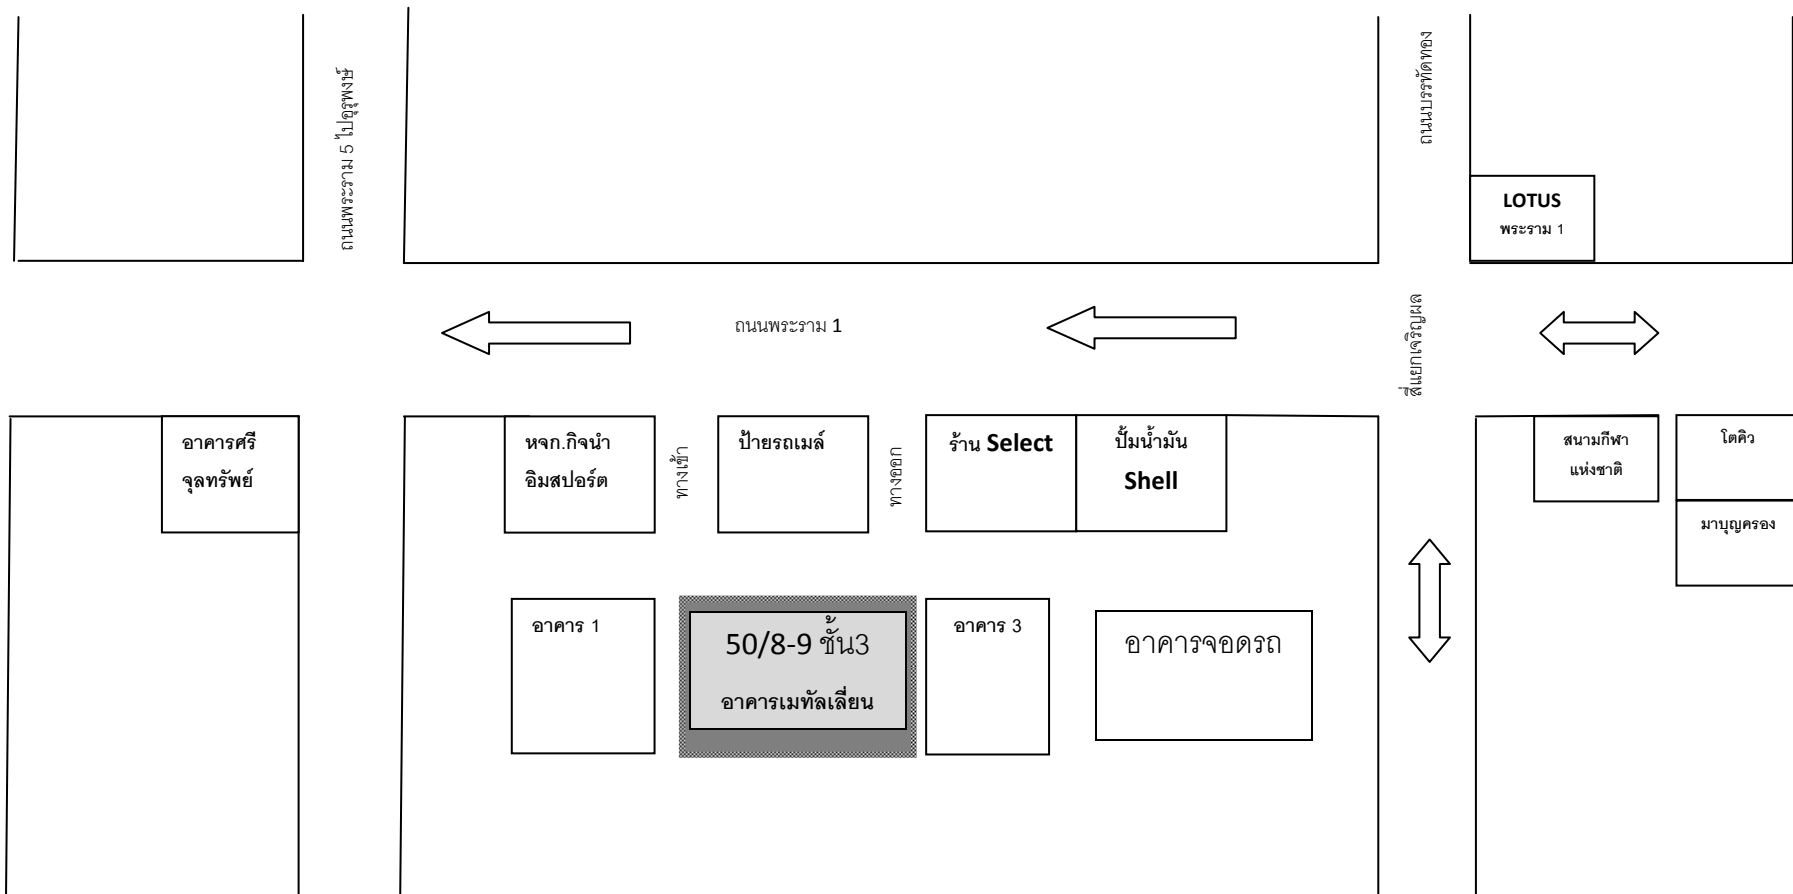 ถนนพระราม 5 ไปอุรุพงษ์
ถนนบรรทัดทอง
LOTUS
พระราม 1
ถนนพระราม 1
สี่แยกเจริญผล
อาคารศรี
จุลทรัพย์
หจก.กิจนำ
อิมสปอร์ต
ทางเข้า
ป้ายรถเมล์
ทางออก
ร้าน Select
ปั้มน้ำมัน
Shell
สนามกีฬา
แห่งชาติ
โตคิว
มาบุญครอง
อาคาร 1
50/8-9 ชั้น3
อาคารเมทัลเลี่ยน
อาคาร 3
อาคารจอดรถ